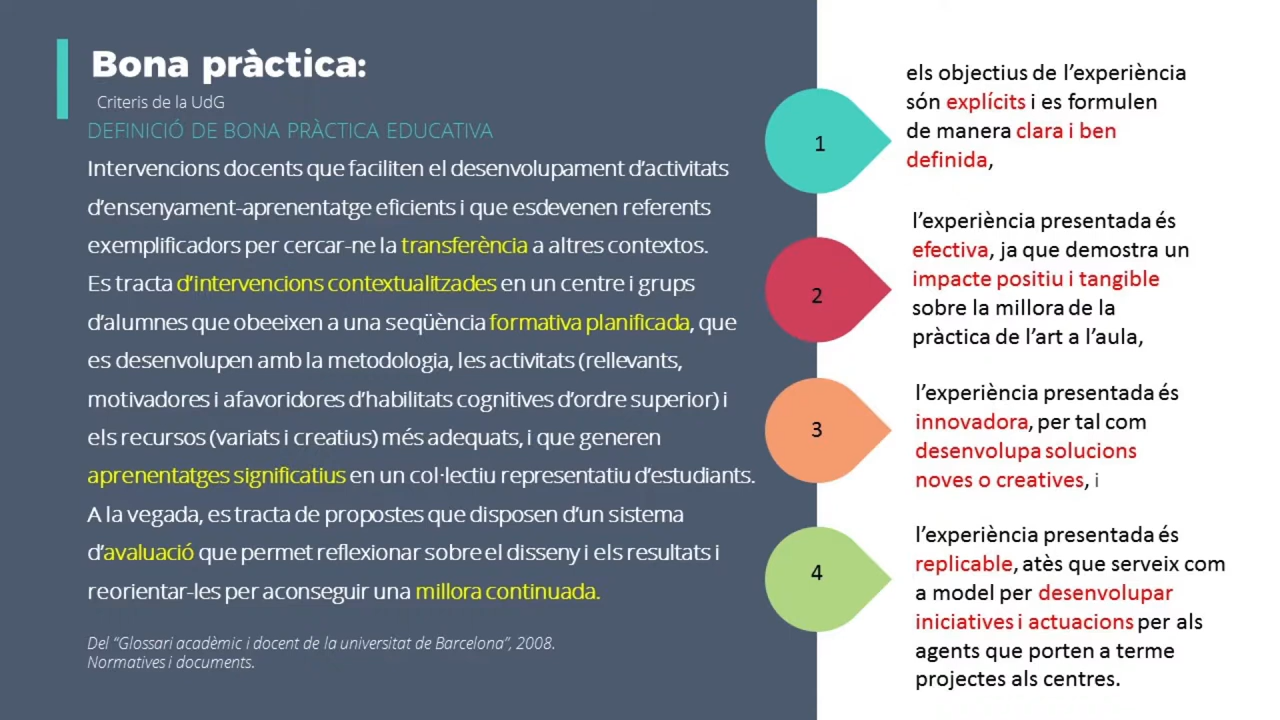 Bona pràctica:
Criteris de la UdG
DEFINICIÓ DE BONA PRÀCTICA EDUCATIVA
Intervencions docents que faciliten el desenvolupament d’activitats
d’ensenyament-aprenentatge eficients i que esdevenen referents
exemplificadors per cercar-ne la transferència a altres contextos.
Es tracta d’intervencions contextualitzades en un centre i grups
d’alumnes que obeeixen a una seqüència formativa planificada, que
es desenvolupen amb la metodologia, les activitats (rellevants,
motivadores i afavoridores d’habilitats cognitives d’ordre superior) i
els recursos (variats i creatius) més adequats, i que generen
aprenentatges significatius en un col·lectiu representatiu d’estudiants.
A la vegada, es tracta de propostes que disposen d’un sistema
d’avaluació que permet reflexionar sobre el disseny i els resultats i
reorientar-les per aconseguir una millora continuada.
Del “Glossari acadèmic i docent de la universitat de Barcelona”, 2008.
Normatives i documents.
1
els objectius de l’experiència
són explícits i es formulen
de manera clara i ben
definida,
2
l’experiència presentada és
efectiva, ja que demostra un
impacte positiu i tangible
sobre la millora de la
pràctica de l’art a l’aula,
3
l’experiència presentada és
innovadora, per tal com
desenvolupa solucions
noves o creatives, i
4
l’experiència presentada és
replicable, atès que serveix com
a model per desenvolupar
iniciatives i actuacions per als
agents que porten a terme
projectes als centres.